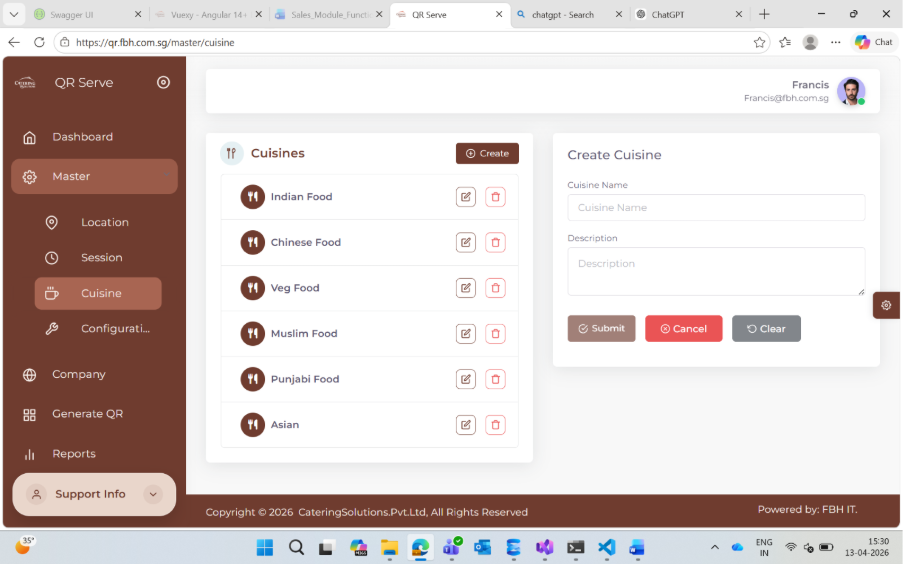 Swagger UI
Vuexy - Angular 14+
Sales_Module_Functi
QR Serve
chatgpt - Search
ChatGPT
https://qr.fbh.com.sg/master/cuisine
Chat
QR Serve
Francis
Francis@fbh.com.sg
Dashboard
Master
Location
Session
Cuisine
Configurati...
Company
Generate QR
Reports
Support Info
Cuisines
Create
Indian Food
Chinese Food
Veg Food
Muslim Food
Punjabi Food
Asian
Create Cuisine
Cuisine Name
Cuisine Name
Description
Description
Submit
Cancel
Clear
Copyright © 2026 CateringSolutions.Pvt.Ltd, All Rights Reserved
Powered by: FBH IT.
35°
ENG
IN
15:30
13-04-2026